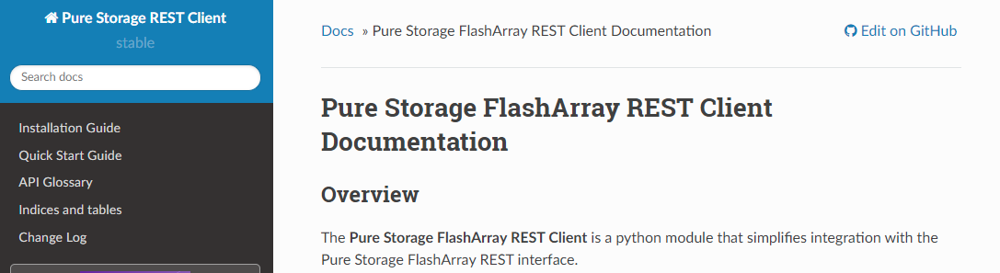 Pure Storage REST Client
stable
Search docs
Installation Guide
Quick Start Guide
API Glossary
Indices and tables
Change Log
Docs » Pure Storage FlashArray REST Client Documentation
Edit on GitHub
Pure Storage FlashArray REST Client
Documentation
Overview
The Pure Storage FlashArray REST Client is a python module that simplifies integration with the
Pure Storage FlashArray REST interface.